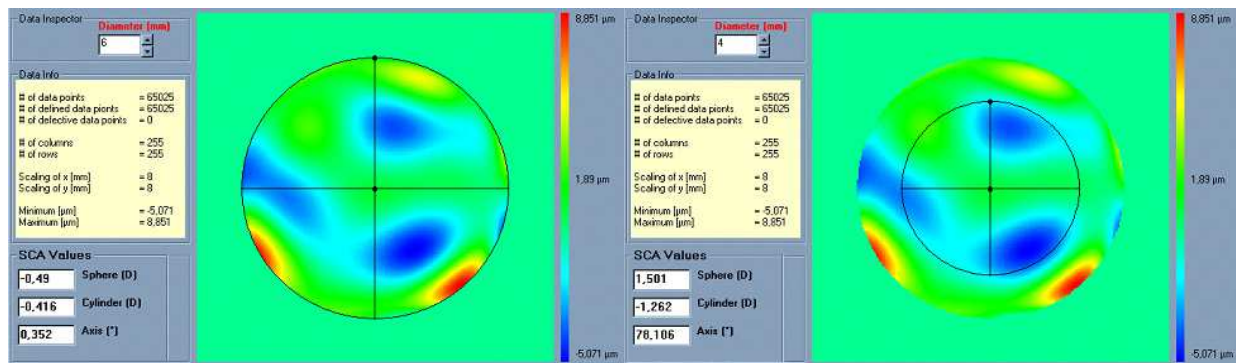 Data Inspector
Diameter [mm]
6
Data Info
# of data points = 65025
# of defined data pionts = 65025
# of defective data points = 0
# of columns = 255
# of rows = 255
Scaling of x [mm] = 8
Scaling of y [mm] = 8
Minimum [µm] = -5,071
Maximum [µm] = 8,851
SCA Values
-0,49 Sphere (D)
-0,416 Cylinder (D)
0,352 Axis (°)
8,851 µm
1,89 µm
-5,071 µm
Data Inspector
Diameter [mm]
4
Data Info
# of data points = 65025
# of defined data pionts = 65025
# of defective data points = 0
# of columns = 255
# of rows = 255
Scaling of x [mm] = 8
Scaling of y [mm] = 8
Minimum [µm] = -5,071
Maximum [µm] = 8,851
SCA Values
1,501 Sphere (D)
-1,262 Cylinder (D)
78,106 Axis (°)
8,851 µm
1,89 µm
-5,071 µm